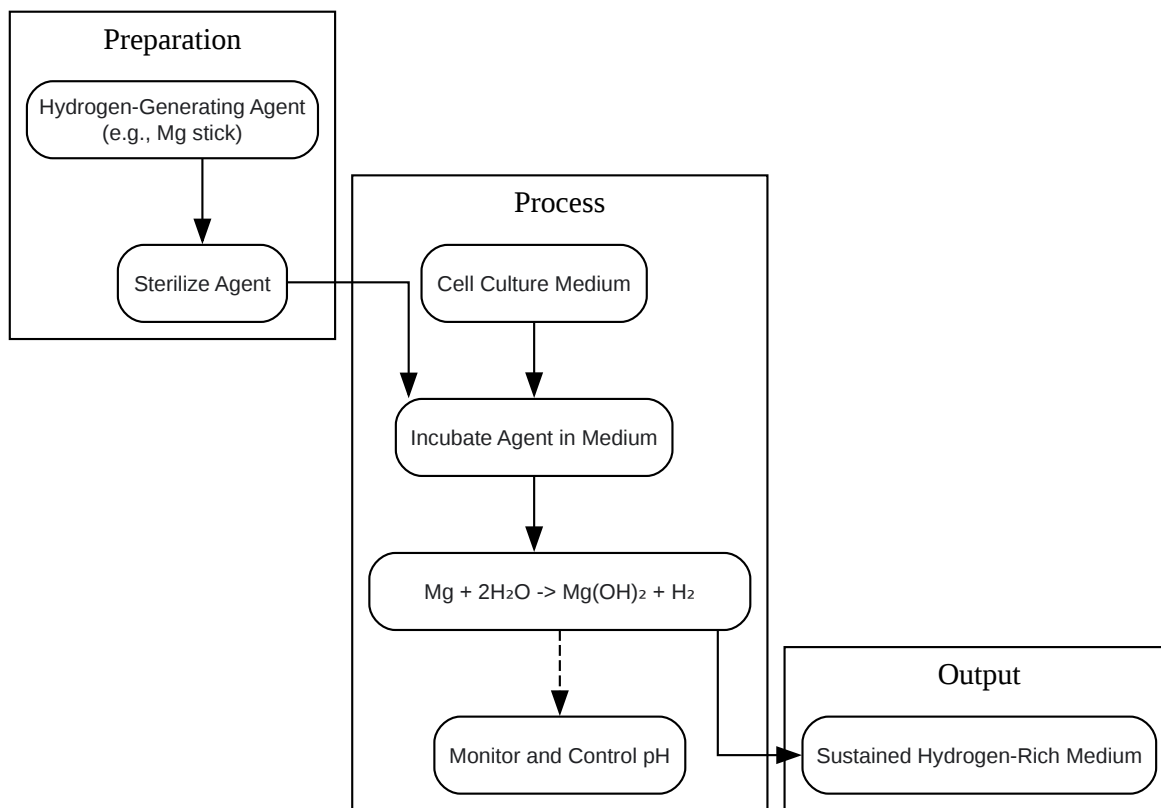 Preparation
Hydrogen-Generating Agent
(e.g., Mg stick)
Sterilize Agent
Process
Cell Culture Medium
Incubate Agent in Medium
Mg + 2H₂O -> Mg(OH)₂ + H₂
Monitor and Control pH
Output
Sustained Hydrogen-Rich Medium